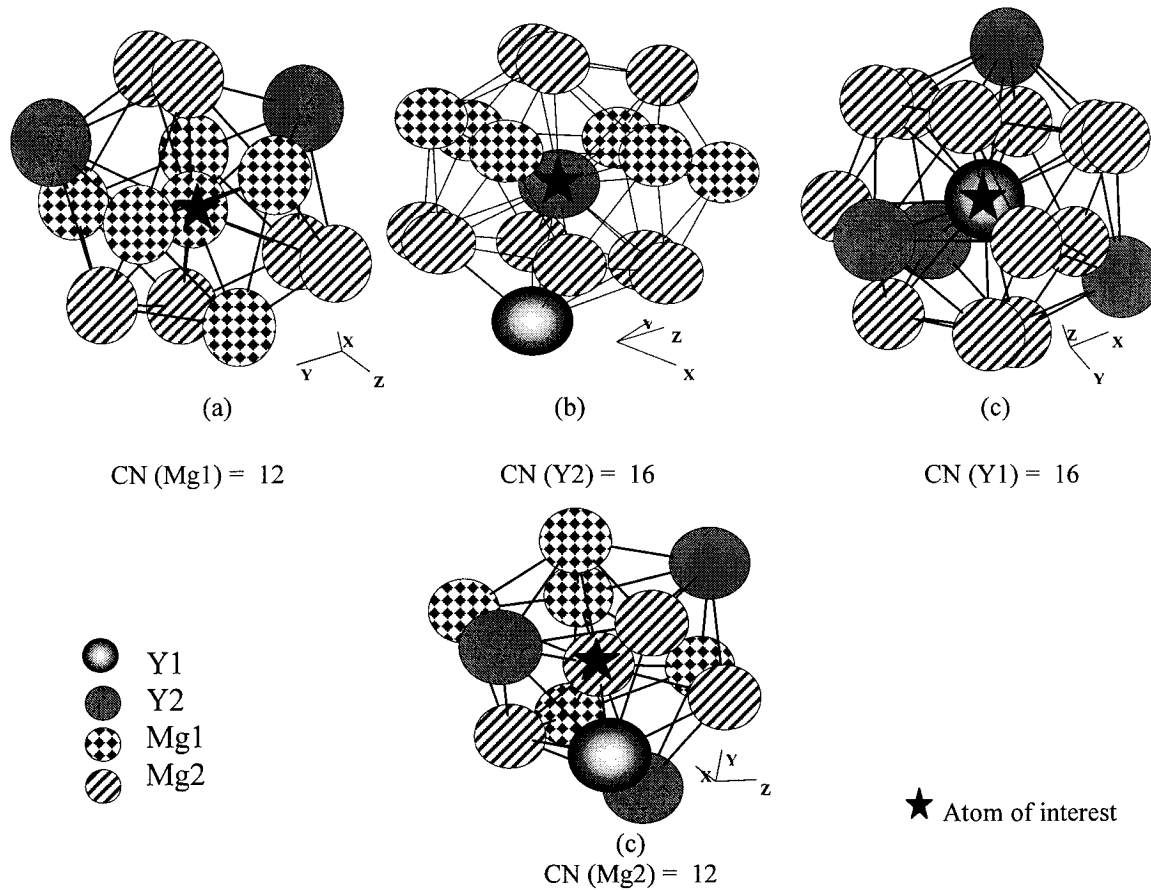 X
Y
Z
(a)
CN (Mg1) = 12
Y
Z
X
(b)
CN (Y2) = 16
Z
X
Y
(c)
CN (Y1) = 16
Y1
Y2
Mg1
Mg2
X
Y
Z
(c)
CN (Mg2) = 12
Atom of interest